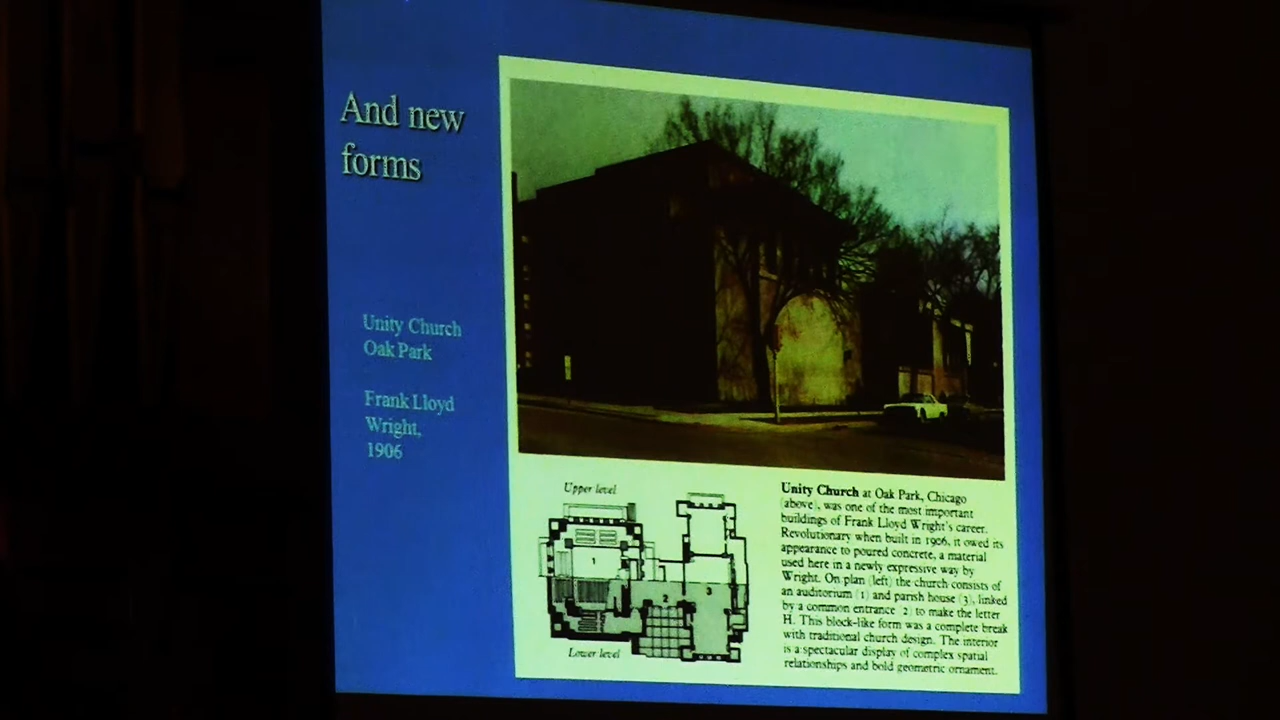 And new
forms
Unity Church
Oak Park
Frank Lloyd
Wright,
1906
Upper level
1
2
3
Lower level
Unity Church at Oak Park, Chicago
(above), was one of the most important
buildings of Frank Lloyd Wright's career.
Revolutionary when built in 1906, it owed its
appearance to poured concrete, a material
used here in a newly expressive way by
Wright. On plan (left) the church consists of
an auditorium (1) and parish house (3), linked
by a common entrance (2) to make the letter
H. This block-like form was a complete break
with traditional church design. The interior
is a spectacular display of complex spatial
relationships and bold geometric ornament.